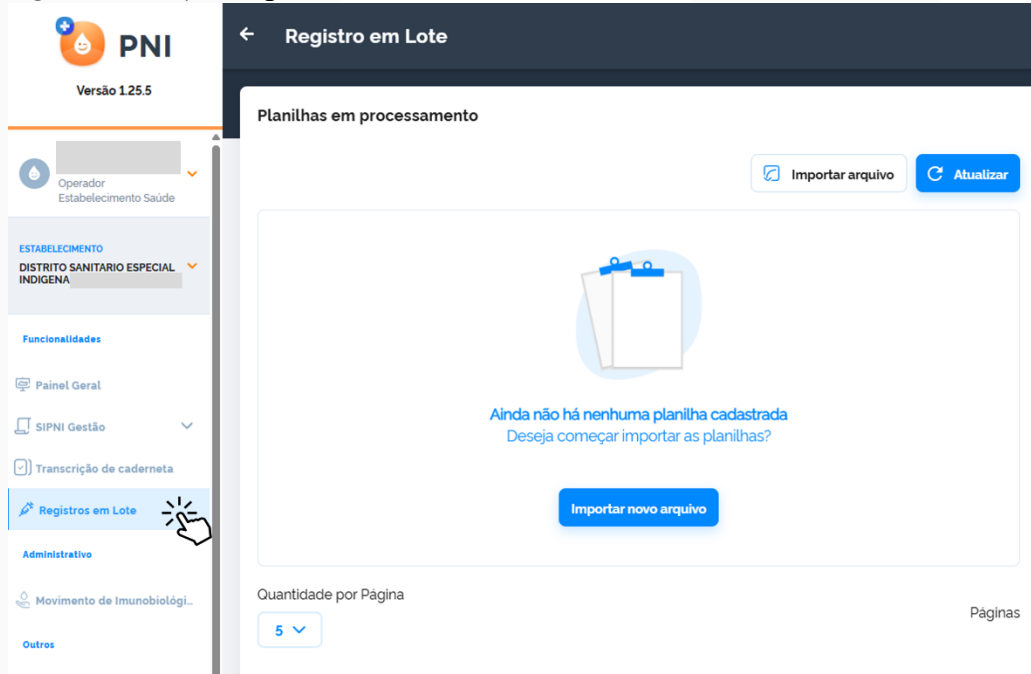 PNI
Versão 1.25.5
Operador
Estabelecimento Saúde
ESTABELECIMENTO
DISTRITO SANITARIO ESPECIAL
INDIGENA
Funcionalidades
Painel Geral
SIPNI Gestão
Transcrição de caderneta
Registros em Lote
Administrativo
Movimento de Imunobiológi...
Outros
Registro em Lote
Planilhas em processamento
Importar arquivo
Atualizar
Ainda não há nenhuma planilha cadastrada
Deseja começar importar as planilhas?
Importar novo arquivo
Quantidade por Página
5
Páginas